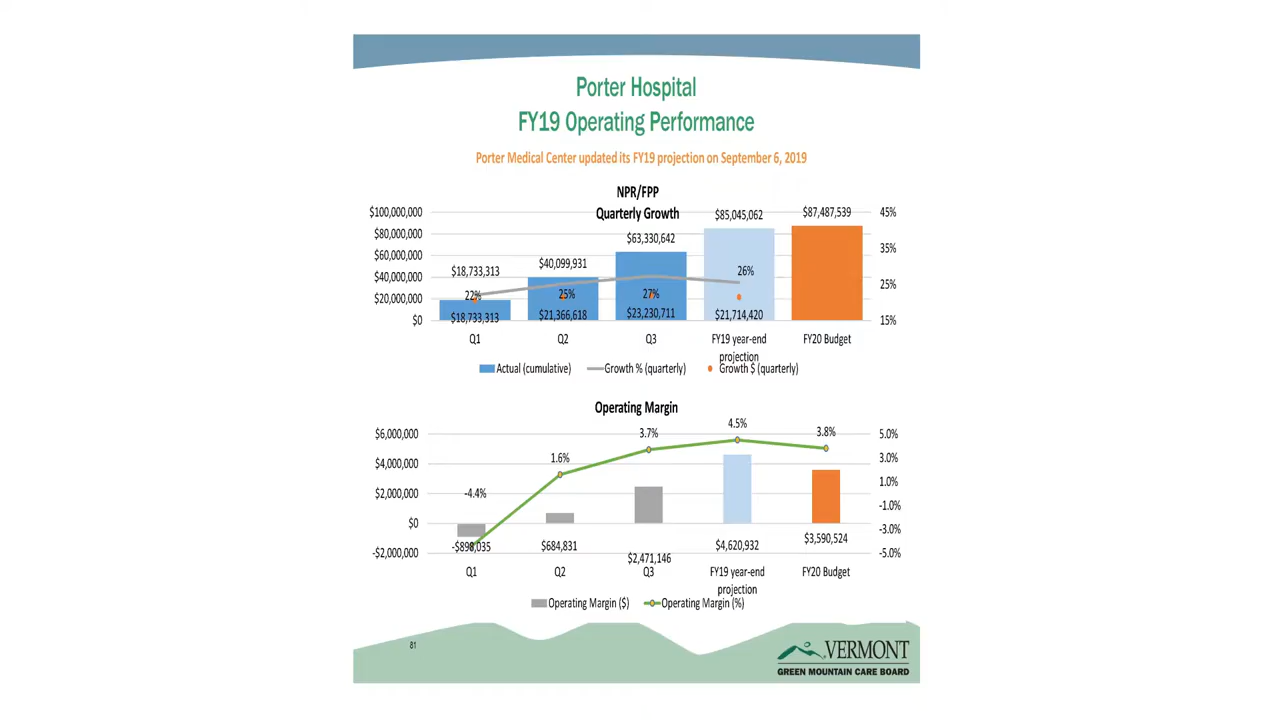 Porter Hospital
FY19 Operating Performance
Porter Medical Center updated its FY19 projection on September 6, 2019
NPR/FPP
Quarterly Growth
$100,000,000
$80,000,000
$60,000,000
$40,000,000
$20,000,000
$0
45%
35%
25%
15%
$18,733,313
$40,099,931
$63,330,642
$85,045,062
$87,487,539
22%
25%
27%
26%
$18,733,313
$21,366,618
$23,230,711
$21,714,420
Q1
Q2
Q3
FY19 year-end
projection
FY20 Budget
Actual (cumulative)
Growth % (quarterly)
Growth $ (quarterly)
Operating Margin
$6,000,000
$4,000,000
$2,000,000
$0
-$2,000,000
5.0%
3.0%
1.0%
-1.0%
-3.0%
-5.0%
-4.4%
1.6%
3.7%
4.5%
3.8%
$684,831
$2,471,146
$4,620,932
$3,590,524
Q1
Q2
Q3
FY19 year-end
projection
FY20 Budget
Operating Margin ($)
Operating Margin (%)
81
VERMONT
GREEN MOUNTAIN CARE BOARD